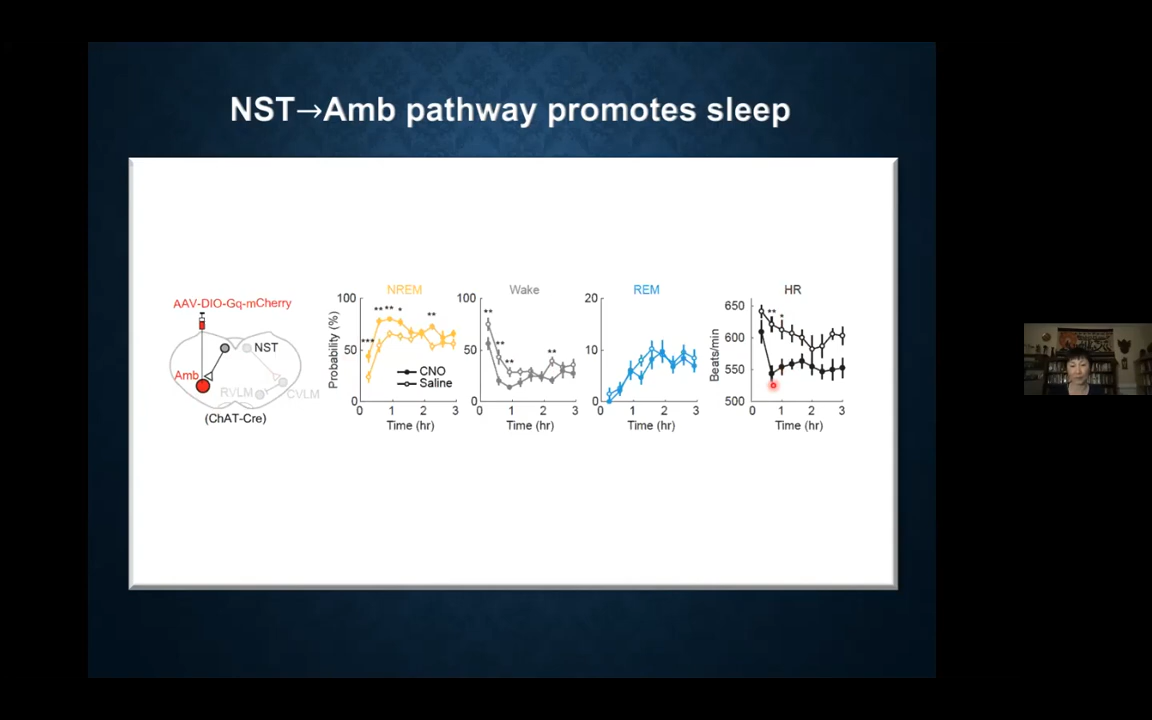 NST→Amb pathway promotes sleep
AAV-DIO-Gq-mCherry
NST
Amb
RVLM
CVLM
(ChAT-Cre)
NREM
Probability (%)
100
50
0
***
** ** *
**
CNO
Saline
0 1 2 3
Time (hr)
Wake
100
50
0
**
**
**
**
0 1 2 3
Time (hr)
REM
20
10
0
0 1 2 3
Time (hr)
HR
Beats/min
650
600
550
500
**
*
0 1 2 3
Time (hr)